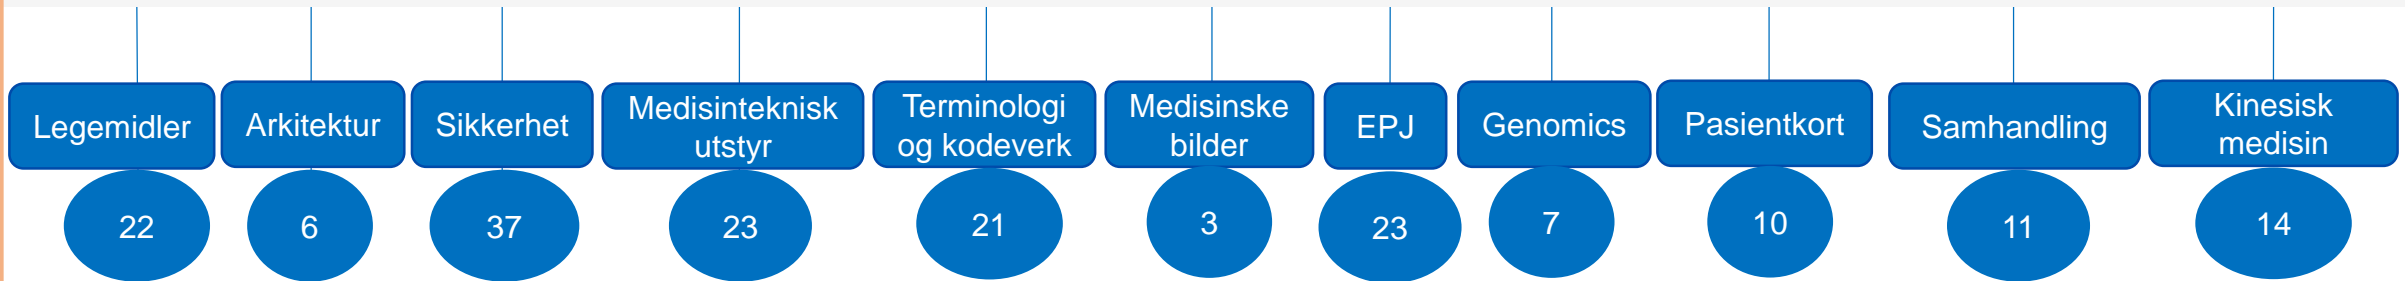 Legemidler
Arkitektur
Sikkerhet
Medisinteknisk
utstyr
Terminologi
og kodeverk
Medisinske
bilder
EPJ
Genomics
Pasientkort
Samhandling
Kinesisk
medisin
22
6
37
23
21
3
23
7
10
11
14